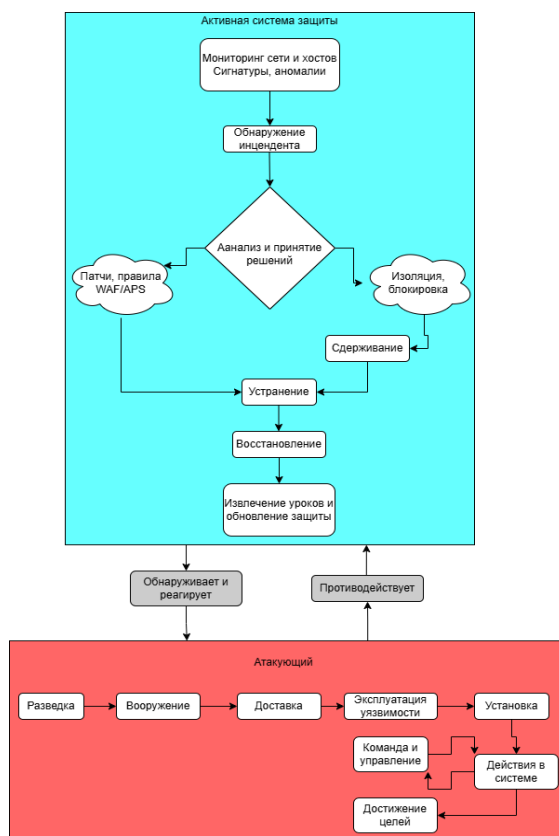 Активная система защиты
Мониторинг сети и хостов
Сигнатуры, аномалии
Обнаружение
инцендента
Аанализ и принятие
решений
Патчи, правила
WAF/APS
Изоляция,
блокировка
Сдерживание
Устранение
Восстановление
Извлечение уроков и
обновление защиты
Обнаруживает и
реагирует
Противодействует
Атакующий
Разведка
Вооружение
Доставка
Эксплуатация
уязвимости
Установка
Команда и
управление
Действия в
системе
Достижение
целей